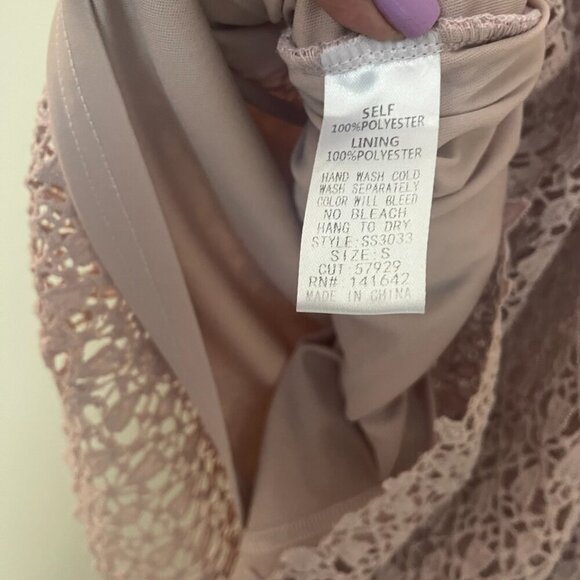 SELF
100%POLYESTER
LINING
100%POLYESTER
HAND WASH COLD
WASH SEPARATELY
COLOR WILL BLEED
NO BLEACH
HANG TO DRY
STYLE:SS3033
SIZE:S
CUT 57929
RN# 141642
MADE IN CHINA